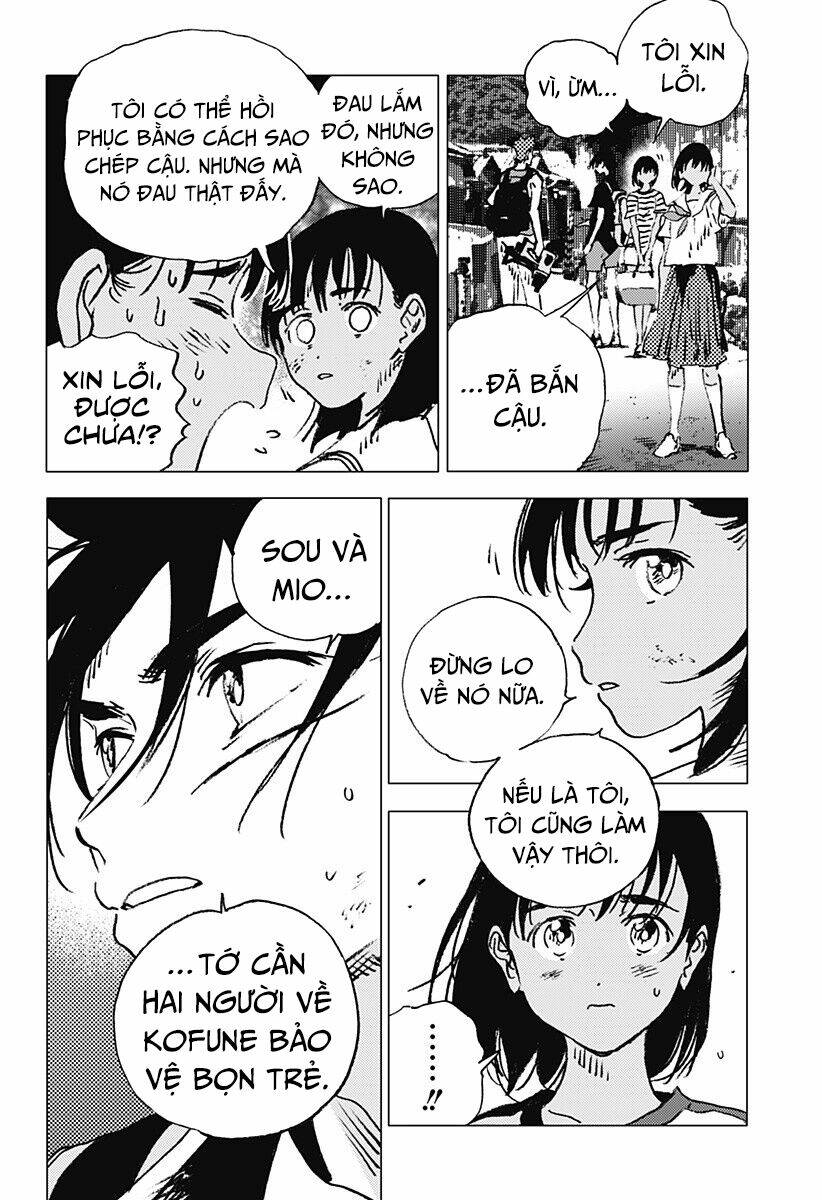 TÔI XIN
LỖI.
VÌ, ỪM...
...ĐÃ BẮN
CẬU.
ĐAU LẮM
ĐÓ, NHƯNG
KHÔNG
SAO.
TÔI CÓ THỂ HỒI
PHỤC BẰNG CÁCH SAO
CHÉP CẬU. NHƯNG MÀ
NÓ ĐAU THẬT ĐẤY.
XIN LỖI,
ĐƯỢC
CHƯA!?
ĐỪNG LO
VỀ NÓ NỮA.
NẾU LÀ TÔI,
TÔI CŨNG LÀM
VẬY THÔI.
......!!
SOU VÀ
MIO...
...TỚ CẦN
HAI NGƯỜI VỀ
KOFUNE BẢO
VỆ BỌN TRẺ.